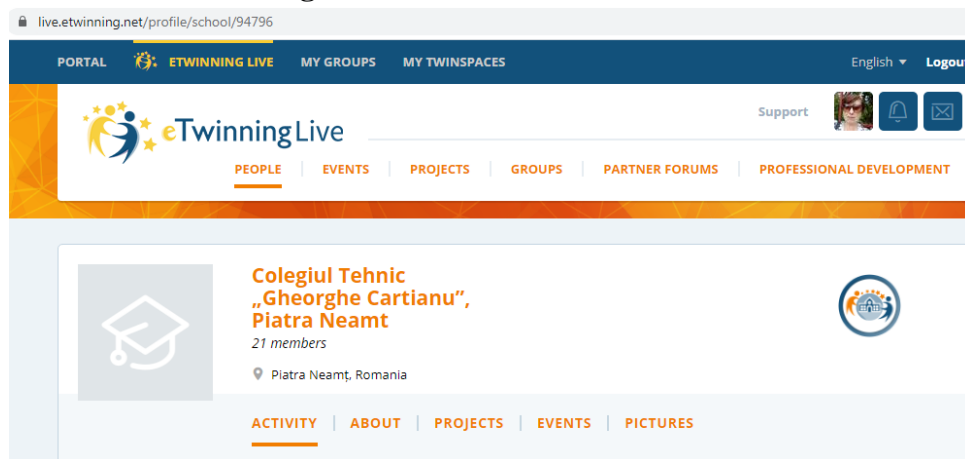 live.etwinning.net/profile/school/94796
PORTAL ETWINNING LIVE MY GROUPS MY TWINSPACES English Logout
eTwinning Live
Support
PEOPLE EVENTS PROJECTS GROUPS PARTNER FORUMS PROFESSIONAL DEVELOPMENT
Colegiul Tehnic
„Gheorghe Cartianu”,
Piatra Neamt
21 members
Piatra Neamț, Romania
ACTIVITY ABOUT PROJECTS EVENTS PICTURES